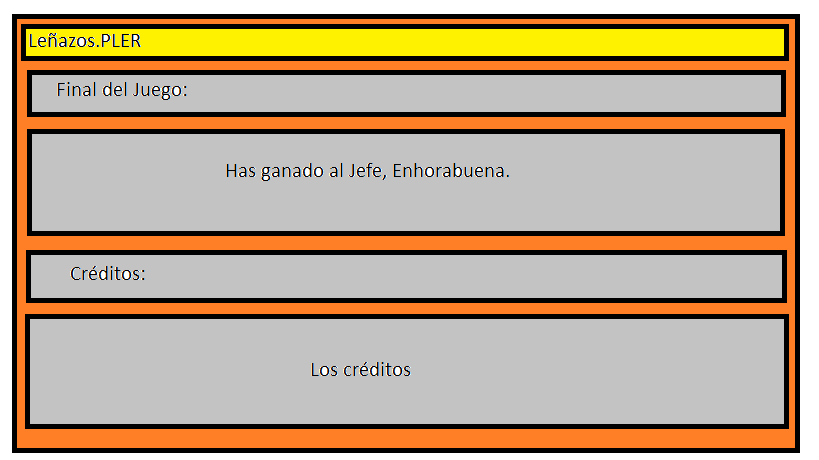 Leñazos.PLER
Final del Juego:
Has ganado al Jefe, Enhorabuena.
Créditos:
Los créditos